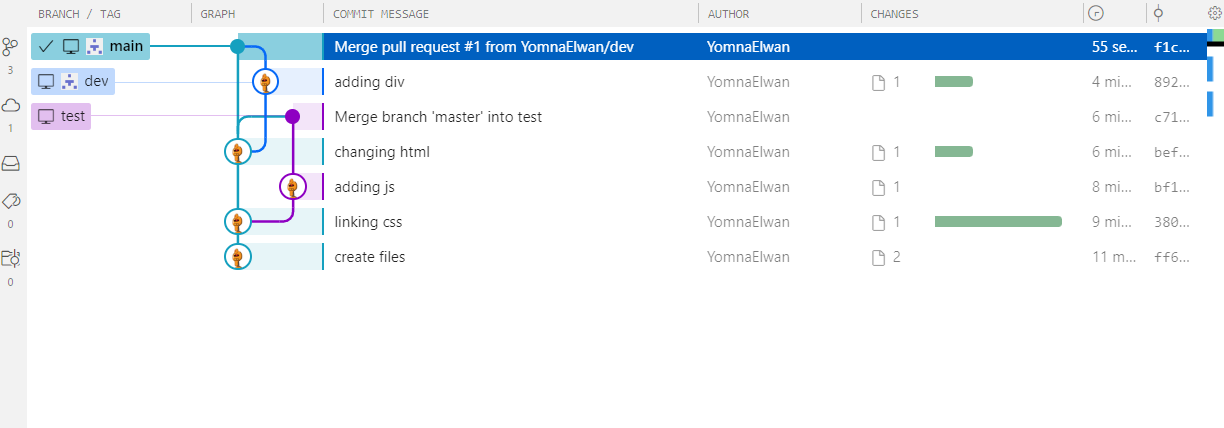 BRANCH / TAG GRAPH COMMIT MESSAGE AUTHOR CHANGES
main Merge pull request #1 from YomnaElwan/dev YomnaElwan 55 se... f1c...
3
dev adding div YomnaElwan 1 4 mi... 892...
test Merge branch 'master' into test YomnaElwan 6 mi... c71...
1
changing html YomnaElwan 1 6 mi... bef...
adding js YomnaElwan 1 8 mi... bf1...
0
linking css YomnaElwan 1 9 mi... 380...
create files YomnaElwan 2 11 m... ff6...
0